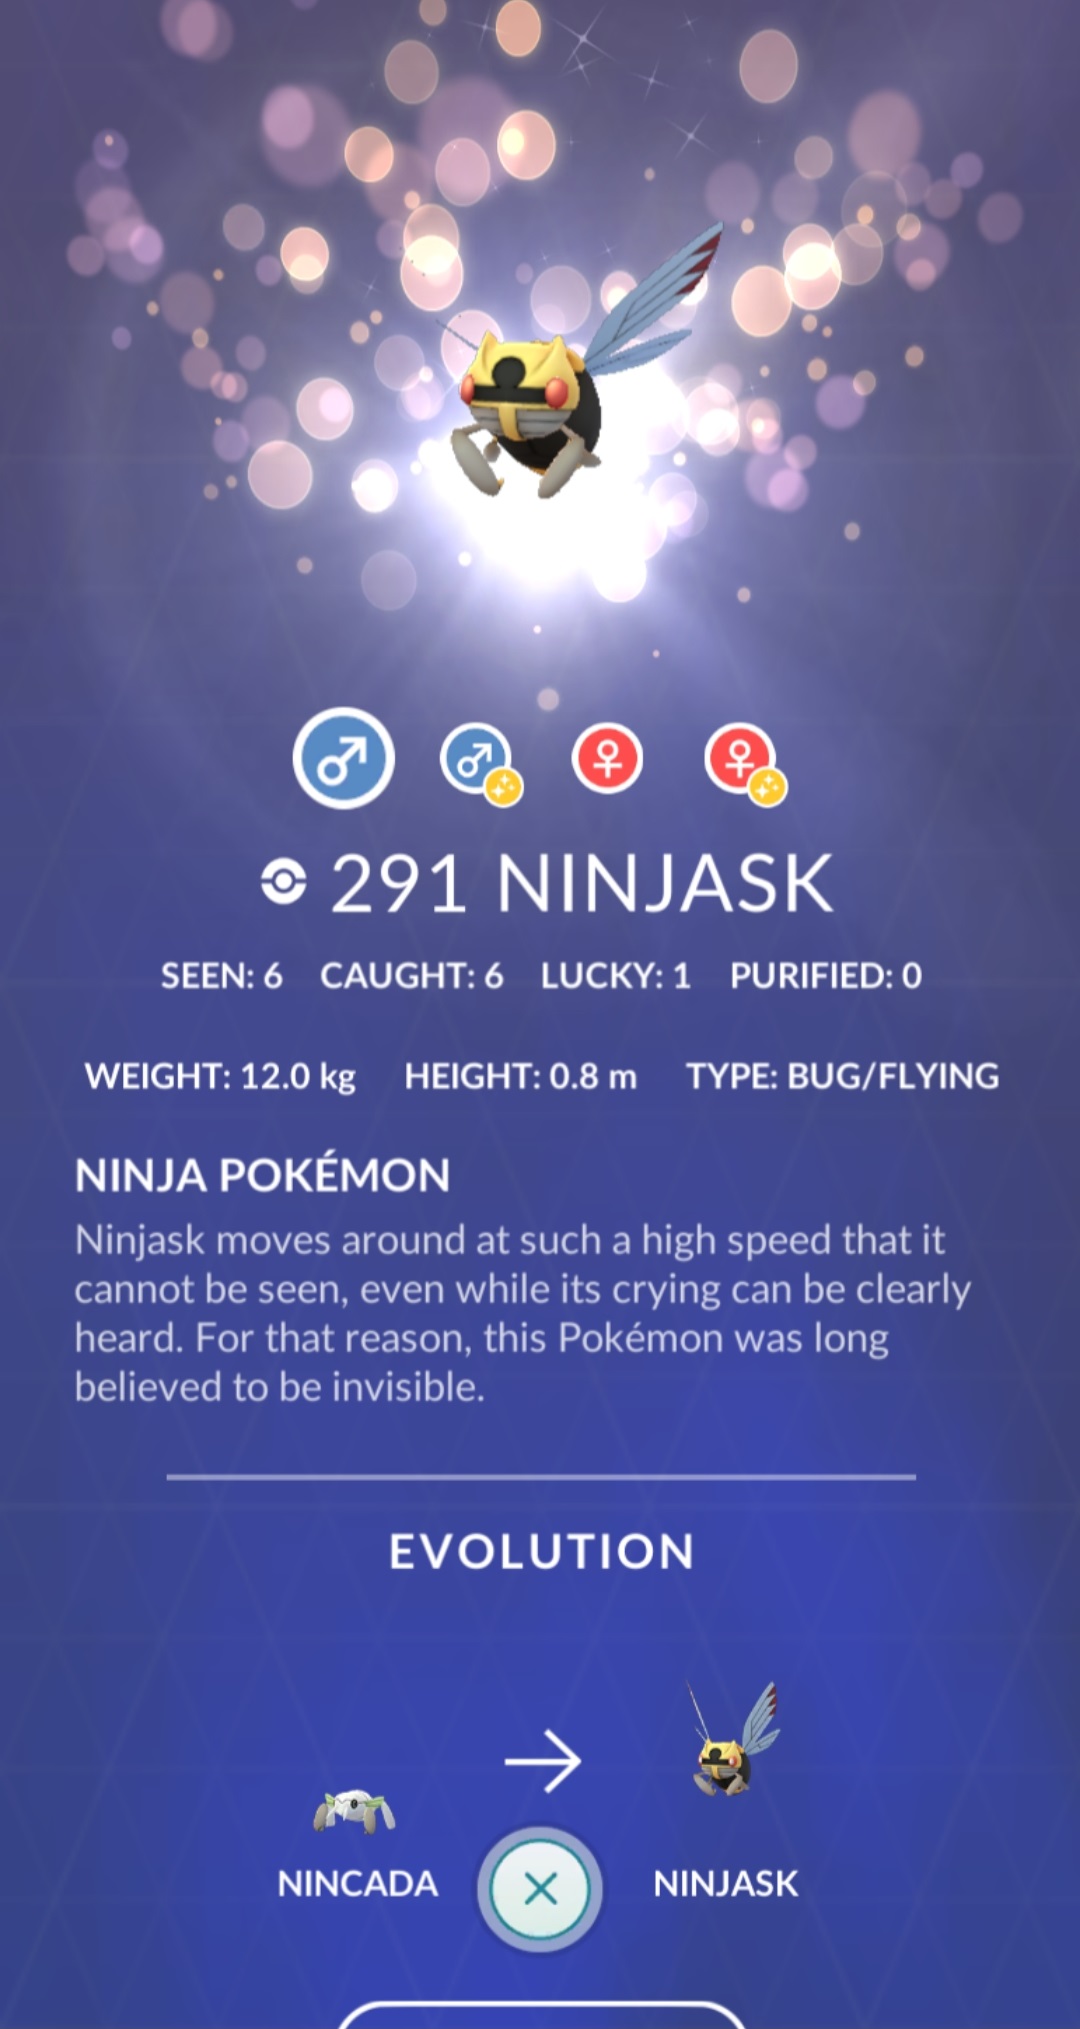 291 NINJASK
SEEN: 6 CAUGHT: 6 LUCKY: 1 PURIFIED: 0
WEIGHT: 12.0 kg HEIGHT: 0.8 m TYPE: BUG/FLYING
NINJA POKÉMON
Ninjask moves around at such a high speed that it
cannot be seen, even while its crying can be clearly
heard. For that reason, this Pokémon was long
believed to be invisible.
EVOLUTION
NINCADA NINJASK